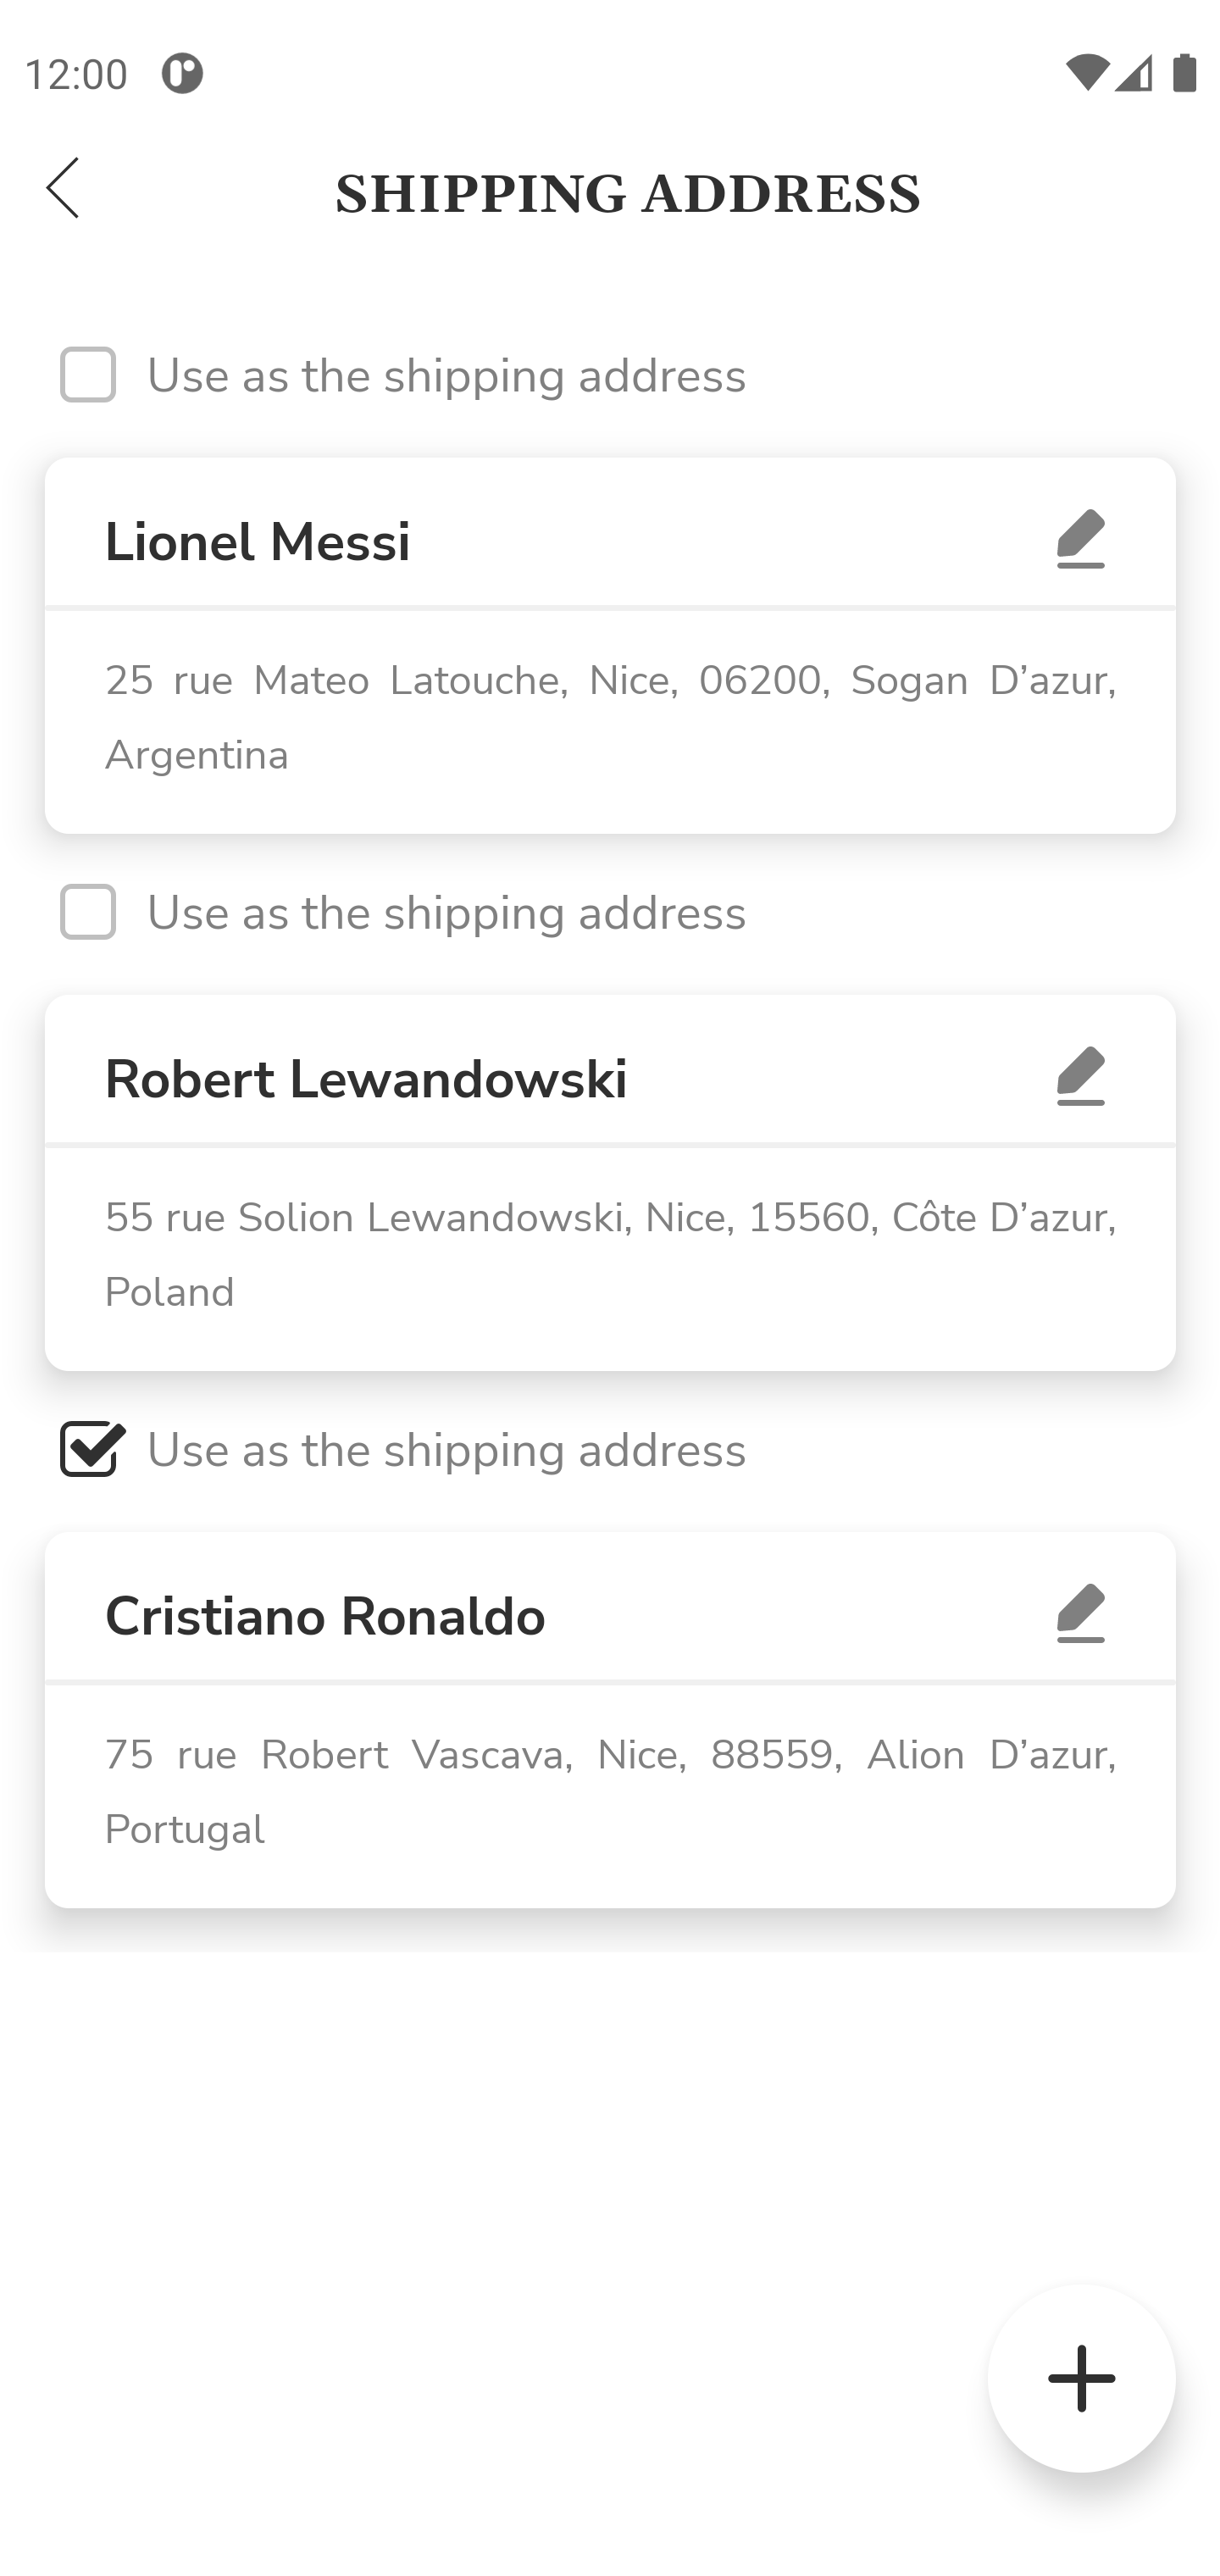 12:00
SHIPPING ADDRESS
Use as the shipping address
Lionel Messi
25 rue Mateo Latouche, Nice, 06200, Sogan D’azur,
Argentina
Use as the shipping address
Robert Lewandowski
55 rue Solion Lewandowski, Nice, 15560, Côte D’azur,
Poland
Use as the shipping address
Cristiano Ronaldo
75 rue Robert Vascava, Nice, 88559, Alion D’azur,
Portugal